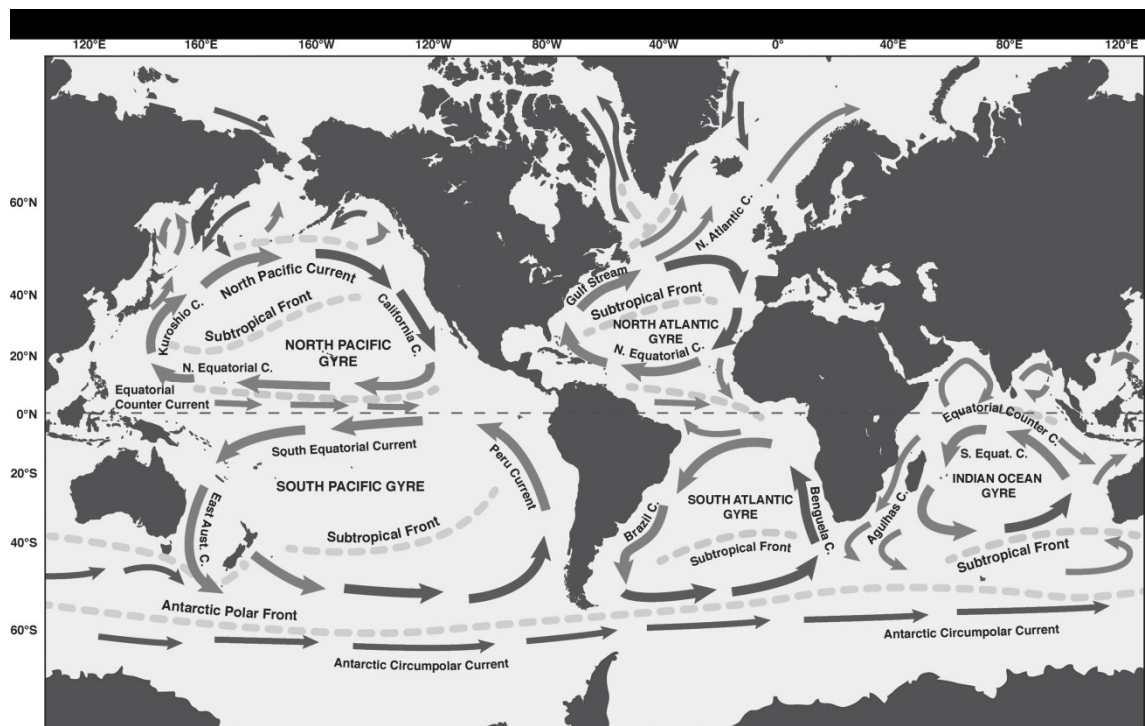 120°E 160°E 160°W 120°W 80°W 40°W 0° 40°E 80°E 120°E
60°N
40°N
20°N
0°N
20°S
40°S
60°S
North Pacific Current
Kuroshio C.
Subtropical Front
California C.
NORTH PACIFIC
GYRE
N. Equatorial C.
Equatorial
Counter Current
South Equatorial Current
SOUTH PACIFIC GYRE
Peru Current
East Aust. C.
Subtropical Front
Antarctic Polar Front
Antarctic Circumpolar Current
N. Atlantic C.
Gulf Stream
Subtropical Front
NORTH ATLANTIC
GYRE
N. Equatorial C.
SOUTH ATLANTIC
GYRE
Brazil C.
Benguela C.
Subtropical Front
Agulhas C.
Equatorial Counter C.
S. Equat. C.
INDIAN OCEAN
GYRE
Subtropical Front
Antarctic Circumpolar Current